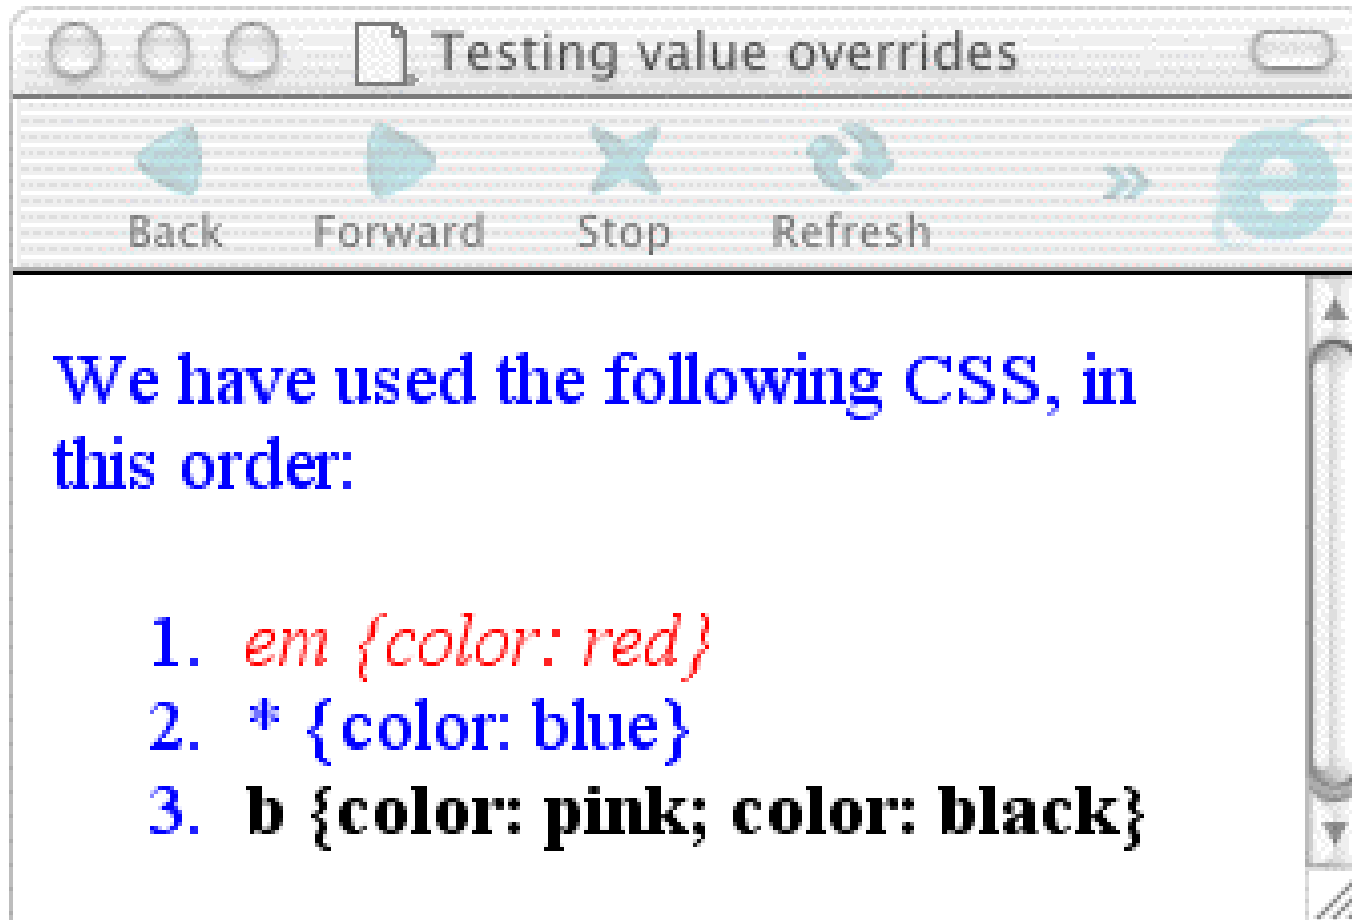 Testing value overrides
Back Forward Stop Refresh »
We have used the following CSS, in
this order:
1. em {color: red}
2. * {color: blue}
3. b {color: pink; color: black}